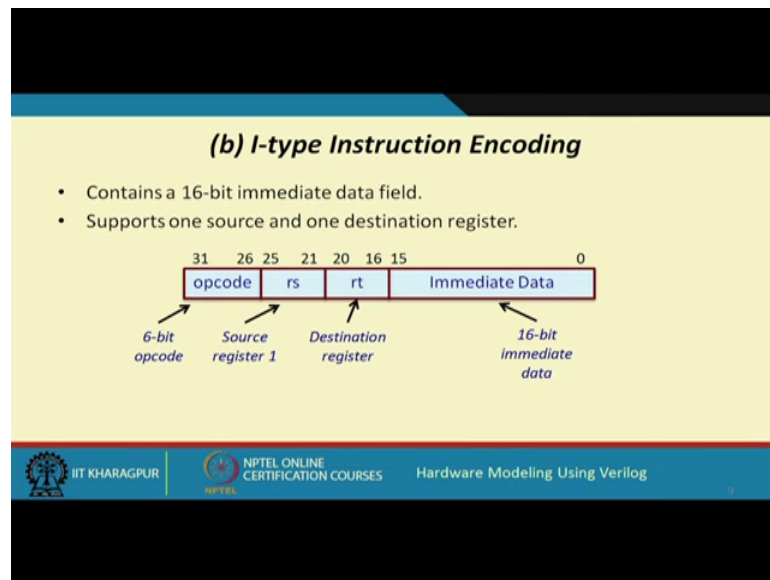 (b) I-type Instruction Encoding
• Contains a 16-bit immediate data field.
• Supports one source and one destination register.
31 26 25 21 20 16 15 0
opcode rs rt Immediate Data
6-bit
opcode
Source
register 1
Destination
register
16-bit
immediate
data
IIT KHARAGPUR
NPTEL
NPTEL ONLINE
CERTIFICATION COURSES
Hardware Modeling Using Verilog